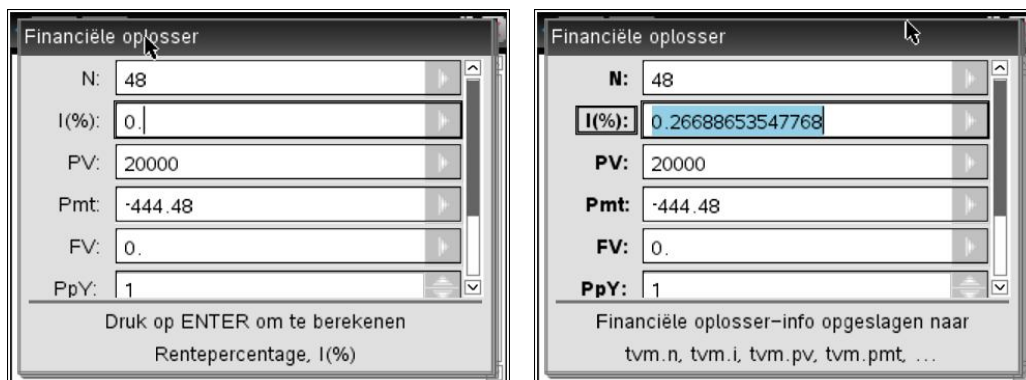 Financiële oplosser
N: 48
I(%): 0.
PV: 20000
Pmt: -444.48
FV: 0.
PpY: 1
Druk op ENTER om te berekenen
Rentepercentage, I(%)
Financiële oplosser
N: 48
I(%): 0.26688653547768
PV: 20000
Pmt: -444.48
FV: 0.
PpY: 1
Financiële oplosser-info opgeslagen naar
tvm.n, tvm.i, tvm.pv, tvm.pmt, ...